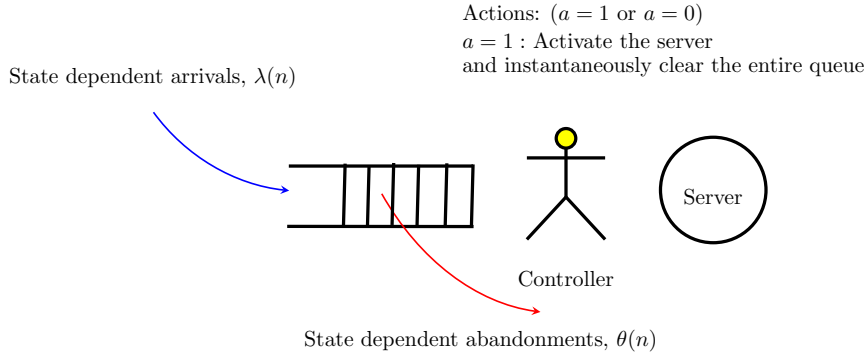 Actions: (a = 1 or a = 0)
a = 1 : Activate the server
and instantaneously clear the entire queue
State dependent arrivals, λ(n)
Server
Controller
State dependent abandonments, θ(n)